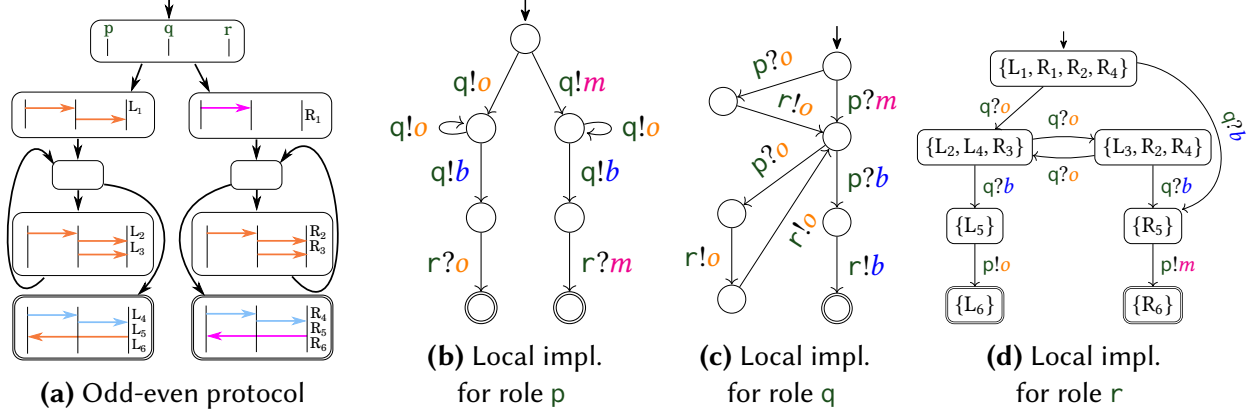 p q r
L₁
R₁
L₂
L₃
R₂
R₃
L₄
L₅
L₆
R₄
R₅
R₆
(a) Odd-even protocol
q!o q!m
q!o q!o
q!b q!b
r?o r?m
(b) Local impl.
for role p
p?o
r!o p?m
p?o
p?b
r!o r!o
r!b
(c) Local impl.
for role q
{L₁, R₁, R₂, R₄}
q?o q?b
q?o
{L₂, L₄, R₃} {L₃, R₂, R₄}
q?o
q?b q?b
{L₅} {R₅}
p!o p!m
{L₆} {R₆}
(d) Local impl.
for role r